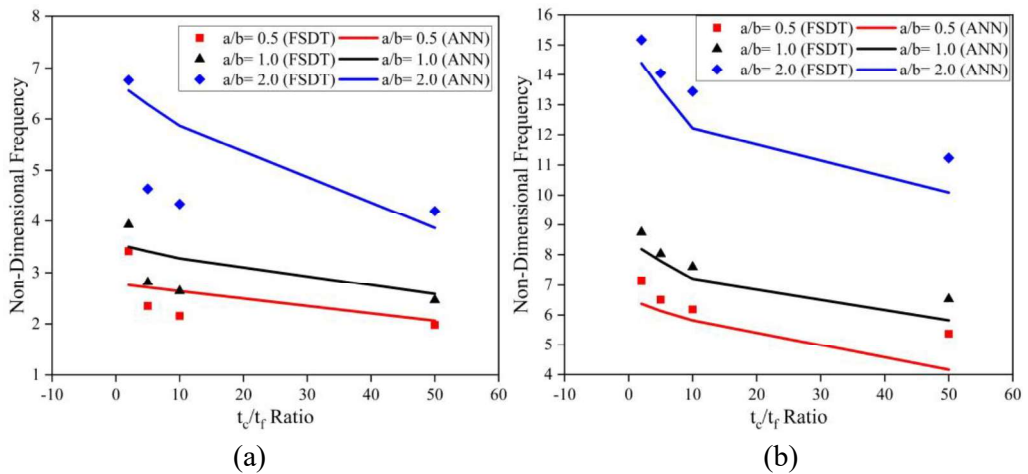 8
7
6
5
4
3
2
1
Non-Dimensional Frequency
a/b= 0.5 (FSDT) a/b= 0.5 (ANN)
a/b= 1.0 (FSDT) a/b= 1.0 (ANN)
a/b= 2.0 (FSDT) a/b= 2.0 (ANN)
-10 0 10 20 30 40 50 60
tc/tf Ratio
(a)
16
15
14
13
12
11
10
9
8
7
6
5
4
Non-Dimensional Frequency
a/b= 0.5 (FSDT) a/b= 0.5 (ANN)
a/b= 1.0 (FSDT) a/b= 1.0 (ANN)
a/b= 2.0 (FSDT) a/b= 2.0 (ANN)
-10 0 10 20 30 40 50 60
tc/tf Ratio
(b)